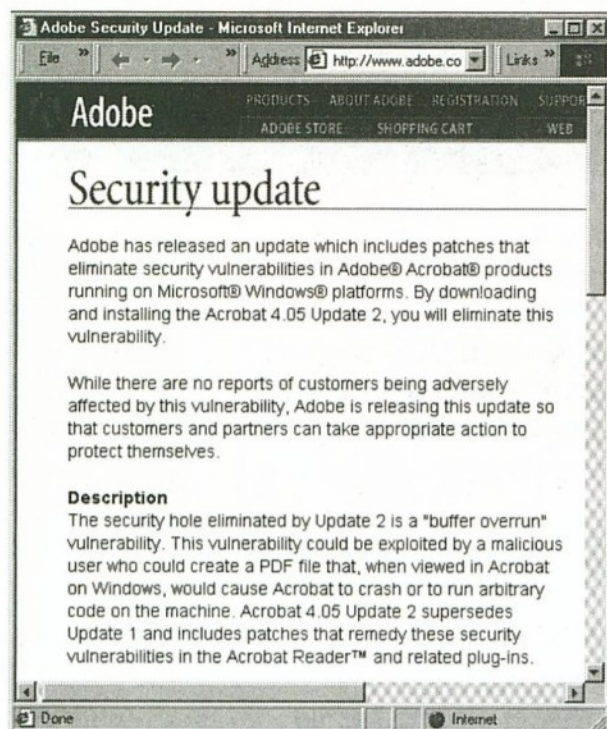 Adobe Security Update - Microsoft Internet Explorer
File » » Address http://www.adobe.co Links »
Adobe PRODUCTS ABOUT ADOBE REGISTRATION SUPPOR
ADOBE STORE SHOPPING CART WEB
Security update
Adobe has released an update which includes patches that
eliminate security vulnerabilities in Adobe® Acrobat® products
running on Microsoft® Windows® platforms. By downloading
and installing the Acrobat 4.05 Update 2, you will eliminate this
vulnerability.
While there are no reports of customers being adversely
affected by this vulnerability, Adobe is releasing this update so
that customers and partners can take appropriate action to
protect themselves.
Description
The security hole eliminated by Update 2 is a "buffer overrun"
vulnerability. This vulnerability could be exploited by a malicious
user who could create a PDF file that, when viewed in Acrobat
on Windows, would cause Acrobat to crash or to run arbitrary
code on the machine. Acrobat 4.05 Update 2 supersedes
Update 1 and includes patches that remedy these security
vulnerabilities in the Acrobat Reader™ and related plug-ins.
Done Internet